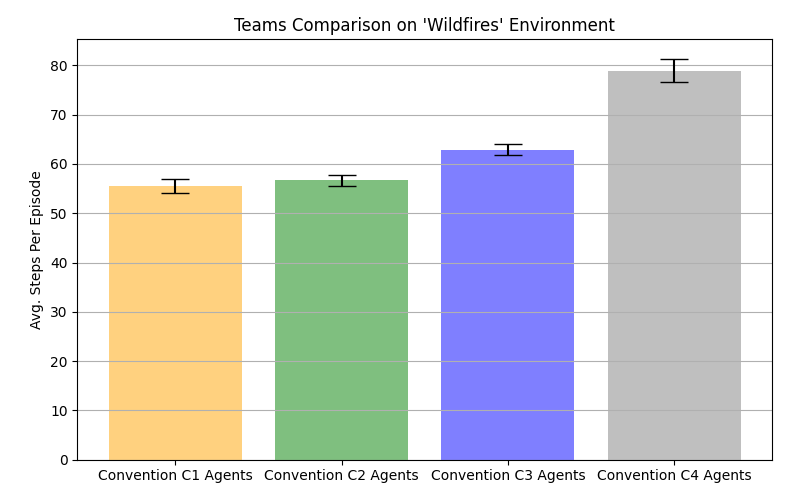 Teams Comparison on 'Wildfires' Environment
80
70
60
50
40
30
20
10
0
Avg. Steps Per Episode
Convention C1 Agents
Convention C2 Agents
Convention C3 Agents
Convention C4 Agents